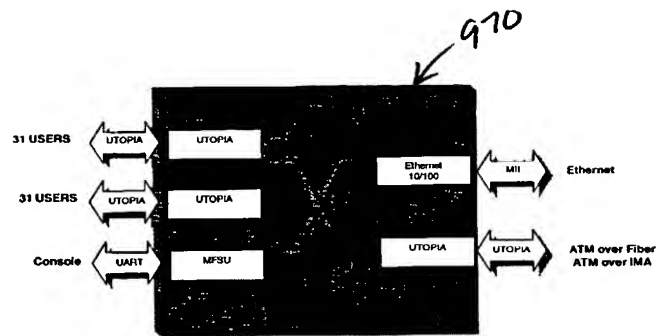 970
31 USERS UTOPIA UTOPIA
Ethernet
10/100 MII Ethernet
31 USERS UTOPIA UTOPIA
Console UART MFSU
UTOPIA UTOPIA ATM over Fiber
ATM over IMA